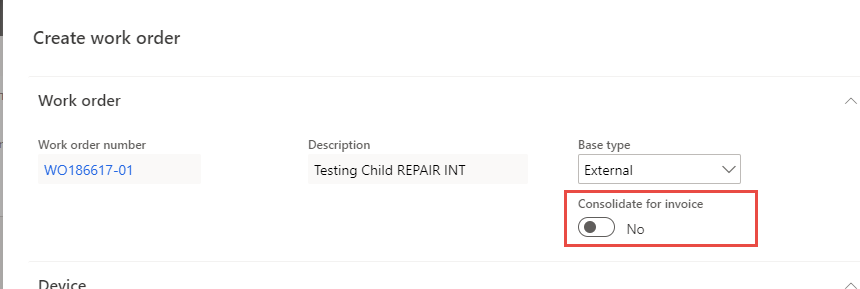 Create work order
Work order
Work order number
Description
Base type
WO186617-01
Testing Child REPAIR INT
External
Consolidate for invoice
No
Device